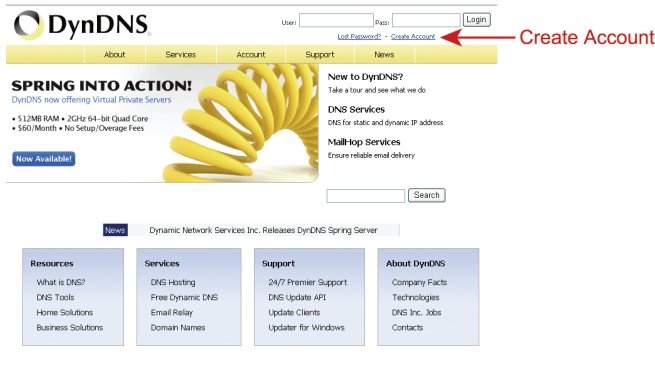 DynDNS
User: Pass: Login
Lost Password? - Create Account
Create Account
About Services Account Support News
SPRING INTO ACTION!
DynDNS now offering Virtual Private Servers
• 512MB RAM • 2GHz 64-bit Quad Core
• $60/Month • No Setup/Overage Fees
Now Available!
New to DynDNS?
Take a tour and see what we do
DNS Services
DNS for static and dynamic IP address
MailHop Services
Ensure reliable email delivery
Search
News Dynamic Network Services Inc. Releases DynDNS Spring Server
Resources
What is DNS?
DNS Tools
Home Solutions
Business Solutions
Services
DNS Hosting
Free Dynamic DNS
Email Relay
Domain Names
Support
24/7 Premier Support
DNS Update API
Update Clients
Updater for Windows
About DynDNS
Company Facts
Technologies
DNS Inc. Jobs
Contacts